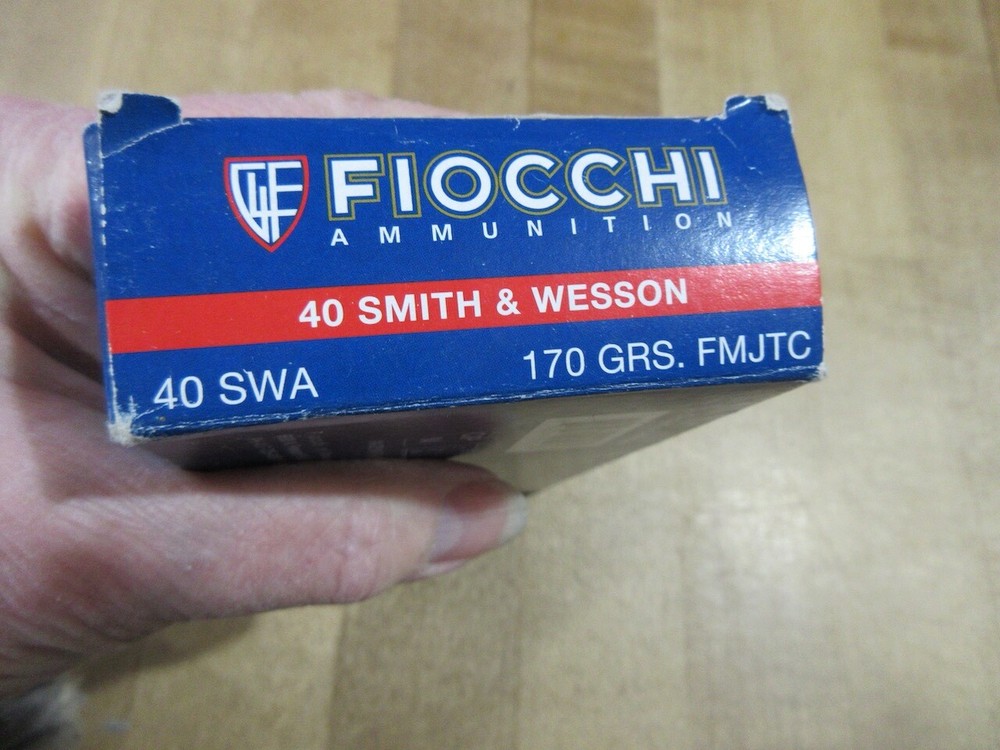 FIOCCHI
AMMUNITION
40 SMITH & WESSON
40 SWA
170 GRS. FMJTC